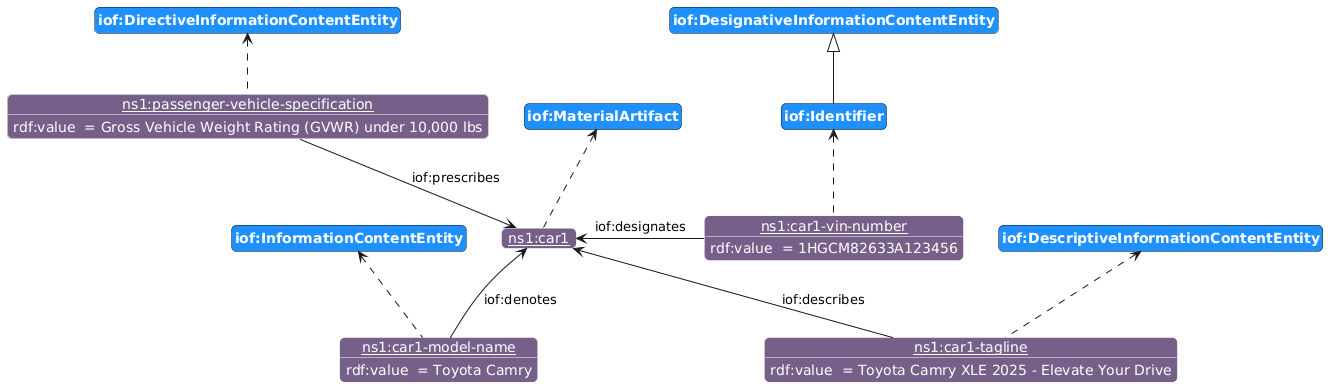 iof:DirectiveInformationContentEntity
iof:DesignativeInformationContentEntity
ns1:passenger-vehicle-specification
rdf:value = Gross Vehicle Weight Rating (GVWR) under 10,000 lbs
iof:MaterialArtifact
iof:Identifier
iof:prescribes
iof:InformationContentEntity
ns1:car1
iof:designates
ns1:car1-vin-number
rdf:value = 1HGCM82633A123456
iof:DescriptiveInformationContentEntity
iof:denotes
iof:describes
ns1:car1-model-name
rdf:value = Toyota Camry
ns1:car1-tagline
rdf:value = Toyota Camry XLE 2025 - Elevate Your Drive